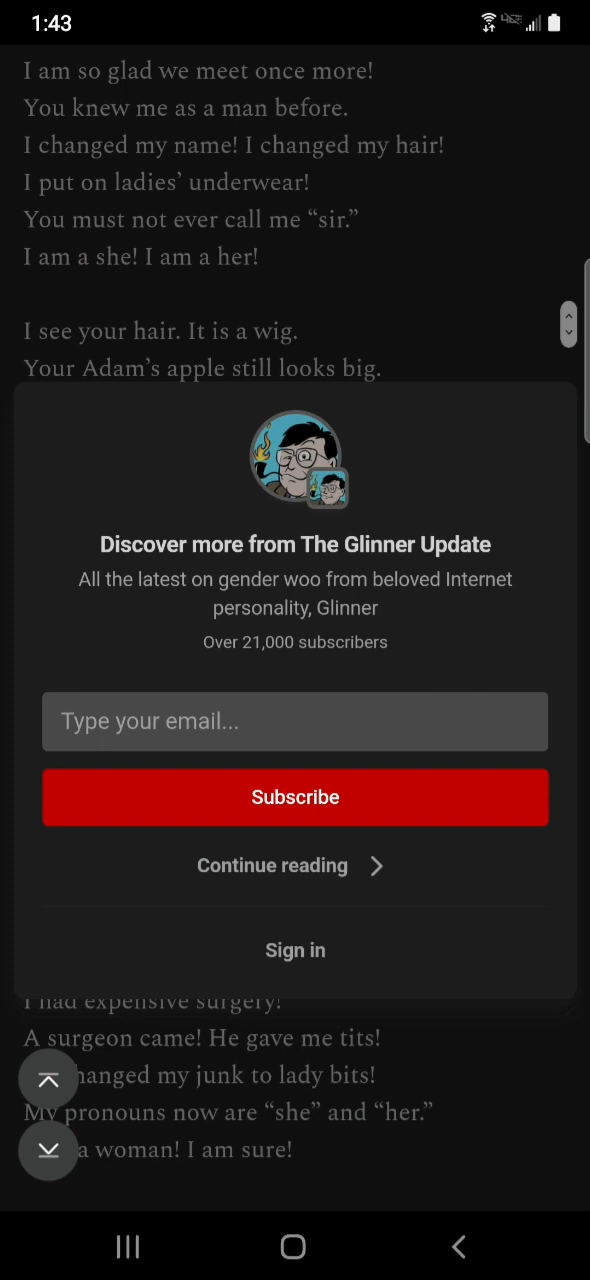 1:43
I am so glad we meet once more!
You knew me as a man before.
I changed my name! I changed my hair!
I put on ladies’ underwear!
You must not ever call me “sir.”
I am a she! I am a her!
I see your hair. It is a wig.
Your Adam’s apple still looks big.
Discover more from The Glinner Update
All the latest on gender woo from beloved Internet
personality, Glinner
Over 21,000 subscribers
Type your email...
Subscribe
Continue reading
Sign in
I had expensive surgery!
A surgeon came! He gave me tits!
hanged my junk to lady bits!
My pronouns now are “she” and “her.”
a woman! I am sure!